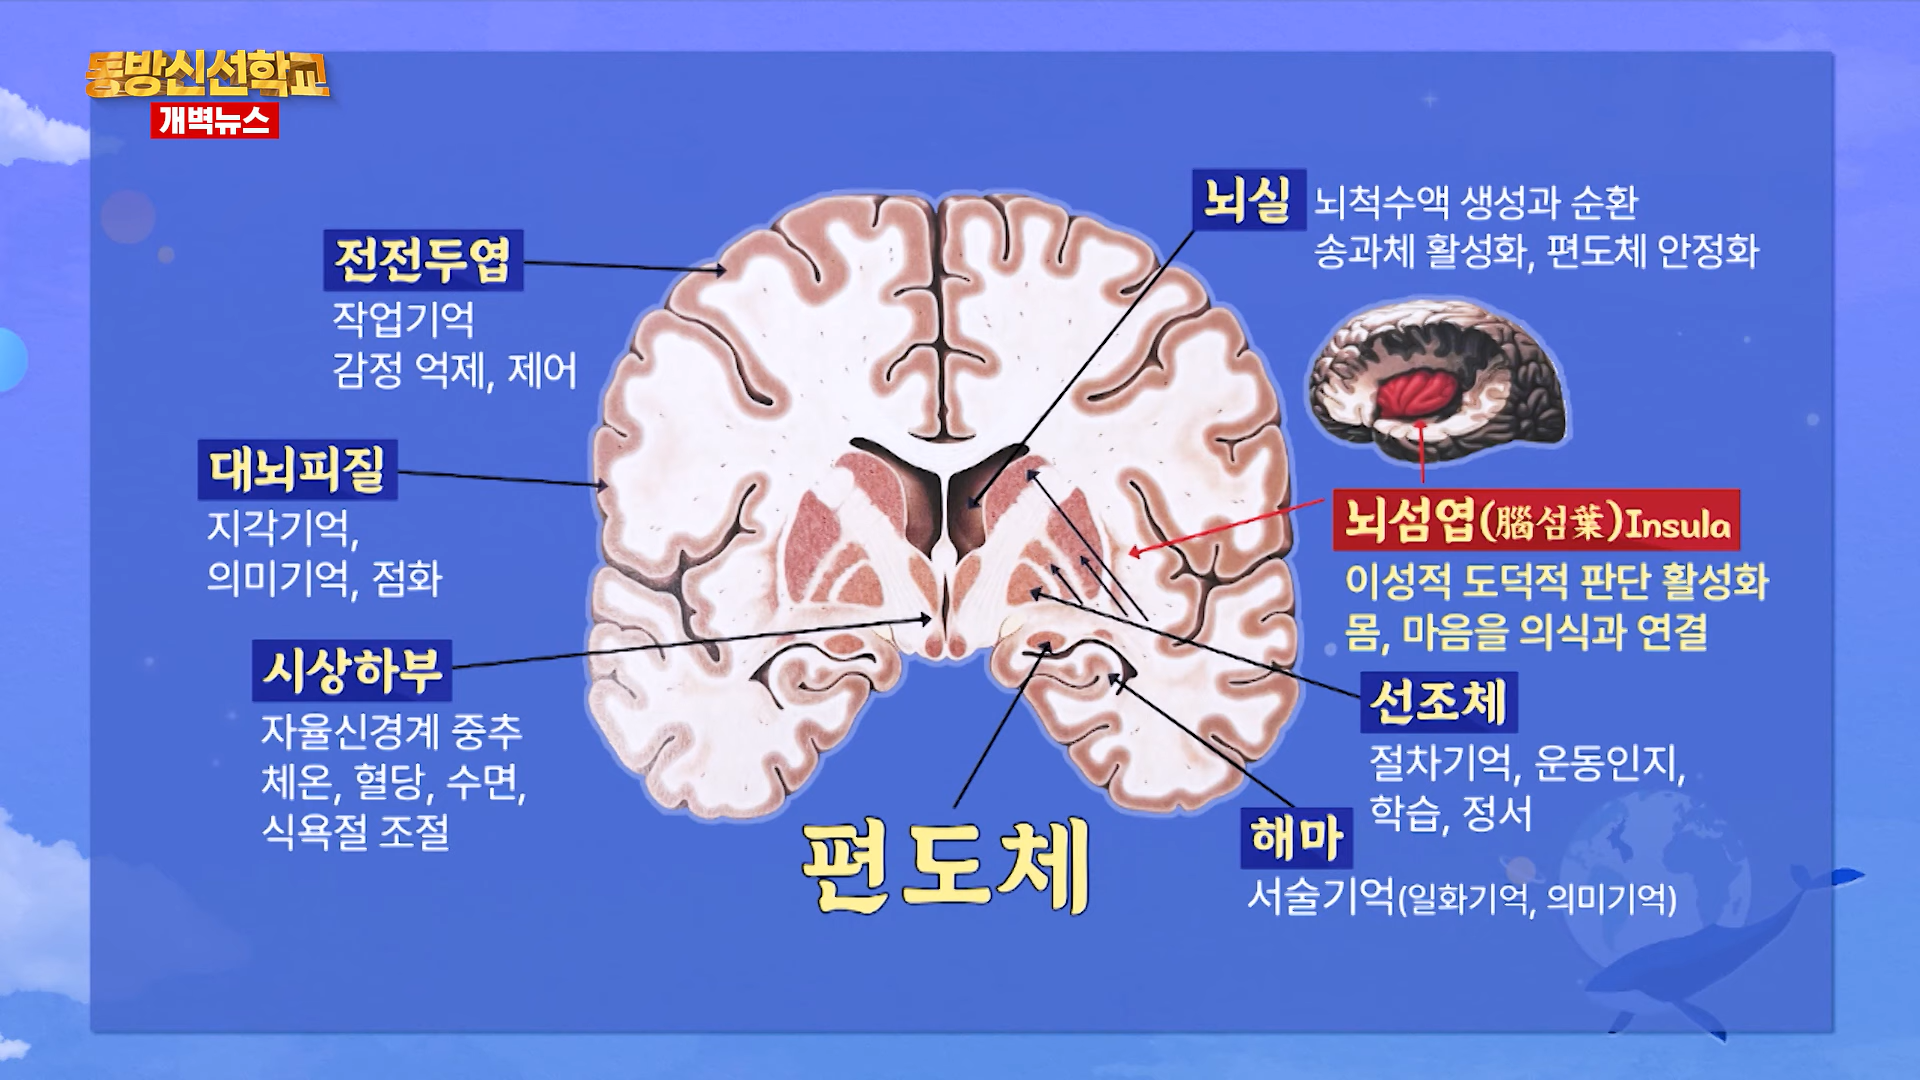 동방신선학교
개벽뉴스
전전두엽
작업기억
감정 억제, 제어
대뇌피질
지각기억,
의미기억, 점화
시상하부
자율신경계 중추
체온, 혈당, 수면,
식욕절 조절
뇌실
뇌척수액 생성과 순환
송과체 활성화, 편도체 안정화
뇌섬엽(腦섬葉)Insula
이성적 도덕적 판단 활성화
몸, 마음을 의식과 연결
선조체
절차기억, 운동인지,
학습, 정서
해마
서술기억(일화기억, 의미기억)
편도체